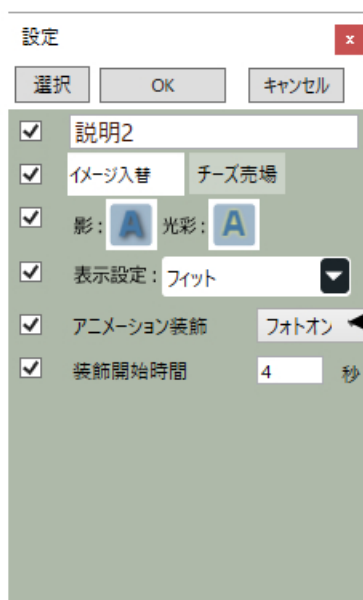 設定 x
選択 OK キャンセル
説明2
イメージ入替 チーズ売場
影: A 光彩: A
表示設定: フィット
アニメーション装飾 フォトオン
装飾開始時間 4 秒